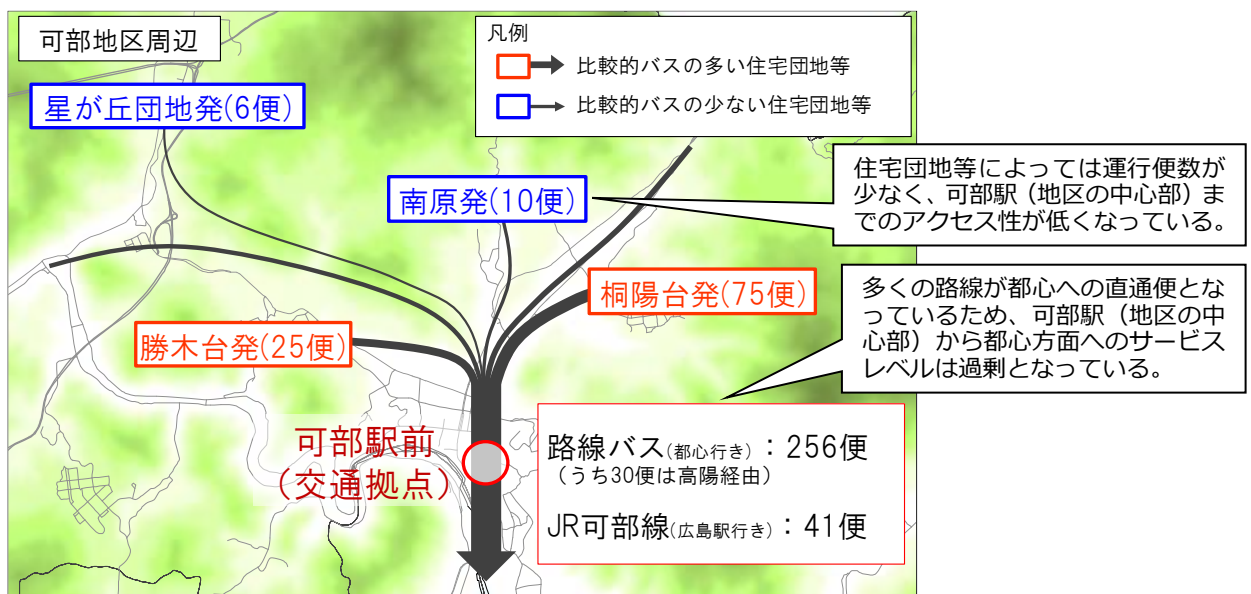 可部地区周辺
凡例
比較的バスの多い住宅団地等
比較的バスの少ない住宅団地等
星が丘団地発(6便)
南原発(10便)
住宅団地等によっては運行便数が
少なく、可部駅（地区の中心部）ま
でのアクセス性が低くなっている。
桐陽台発(75便)
勝木台発(25便)
多くの路線が都心への直通便とな
っているため、可部駅（地区の中
心部）から都心方面へのサービス
レベルは過剰となっている。
可部駅前
（交通拠点）
路線バス(都心行き)：256便
（うち30便は高陽経由）
JR可部線(広島駅行き)：41便